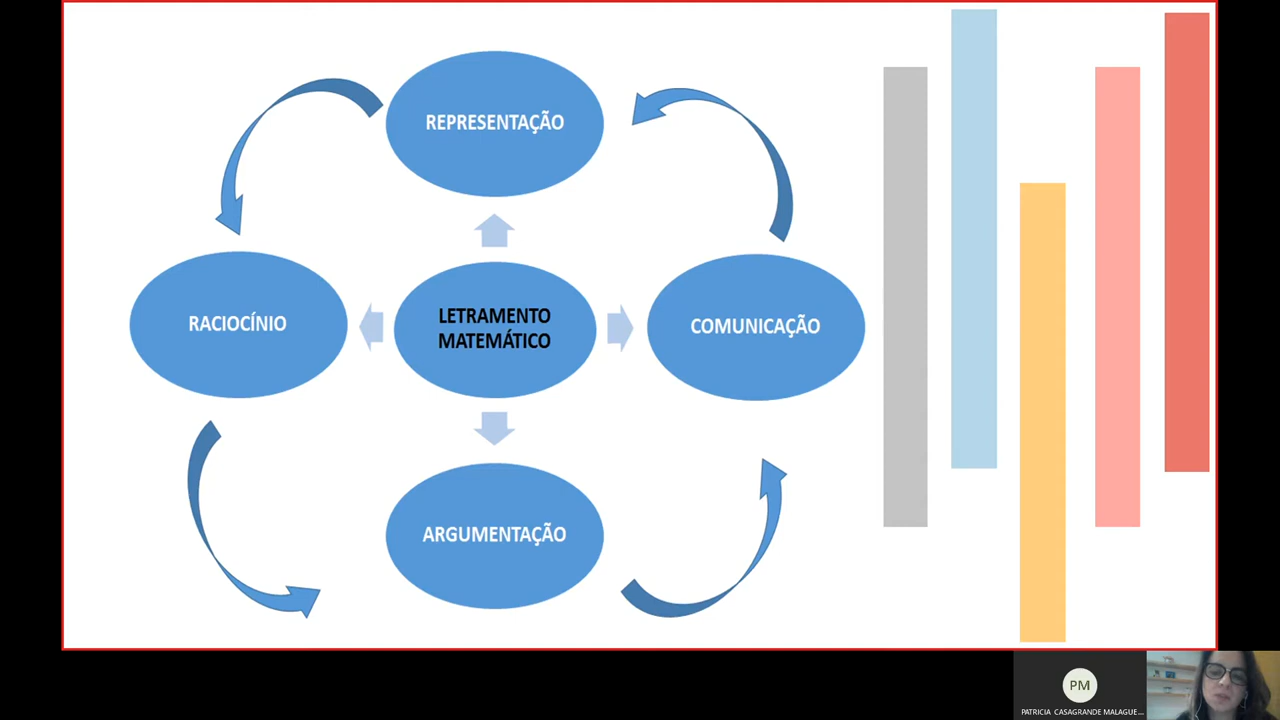 REPRESENTAÇÃO
RACIOCÍNIO
LETRAMENTO
MATEMÁTICO
COMUNICAÇÃO
ARGUMENTAÇÃO
PM
PATRICIA CASAGRANDE MALAGUE...